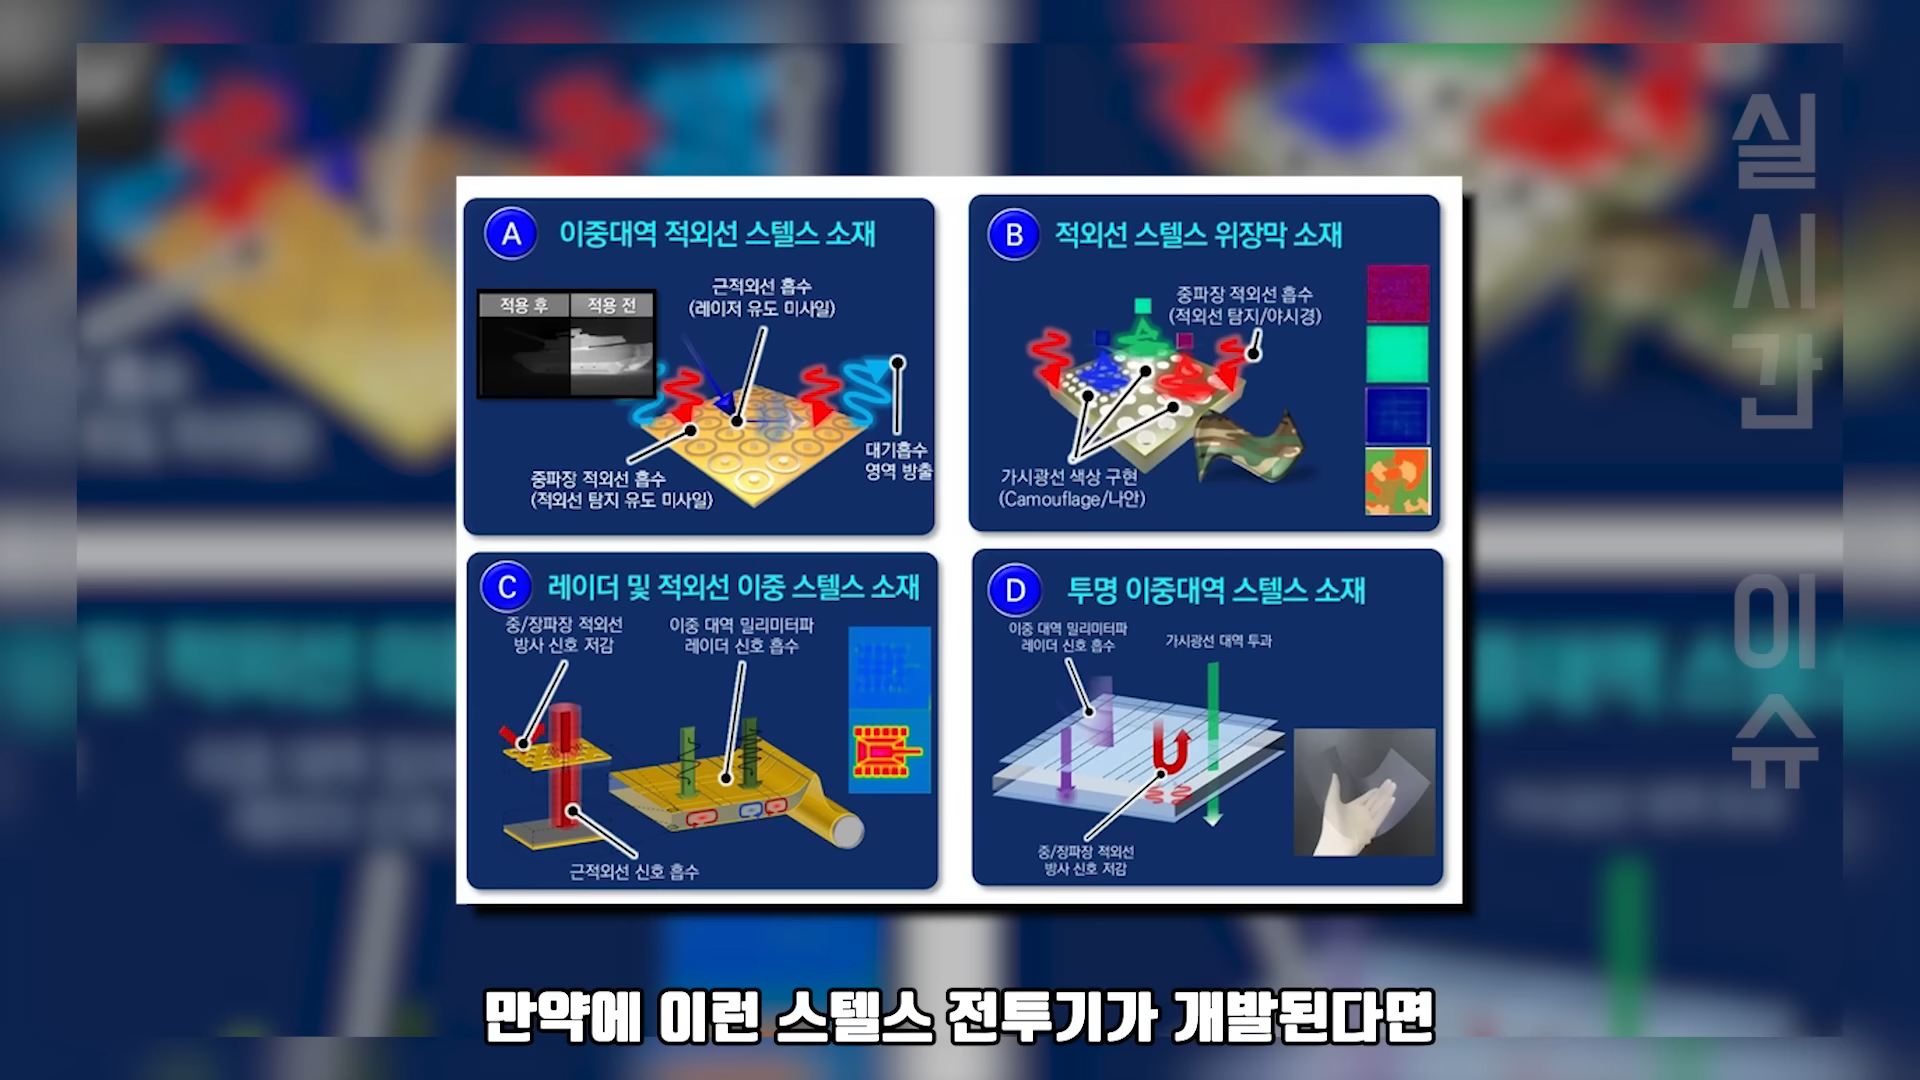 A 이중대역 적외선 스텔스 소재
적용 후 적용 전
근적외선 흡수
(레이저 유도 미사일)
대기흡수
영역 방출
중파장 적외선 흡수
(적외선 탐지 유도 미사일)
B 적외선 스텔스 위장막 소재
중파장 적외선 흡수
(적외선 탐지/야시경)
가시광선 색상 구현
(Camouflage/나안)
C 레이더 및 적외선 이중 스텔스 소재
중/장파장 적외선
방사 신호 저감
이중 대역 밀리미터파
레이더 신호 흡수
근적외선 신호 흡수
D 투명 이중대역 스텔스 소재
이중 대역 밀리미터파
레이더 신호 흡수
가시광선 대역 투과
중/장파장 적외선
방사 신호 저감
실시간 이슈
만약에 이런 스텔스 전투기가 개발된다면